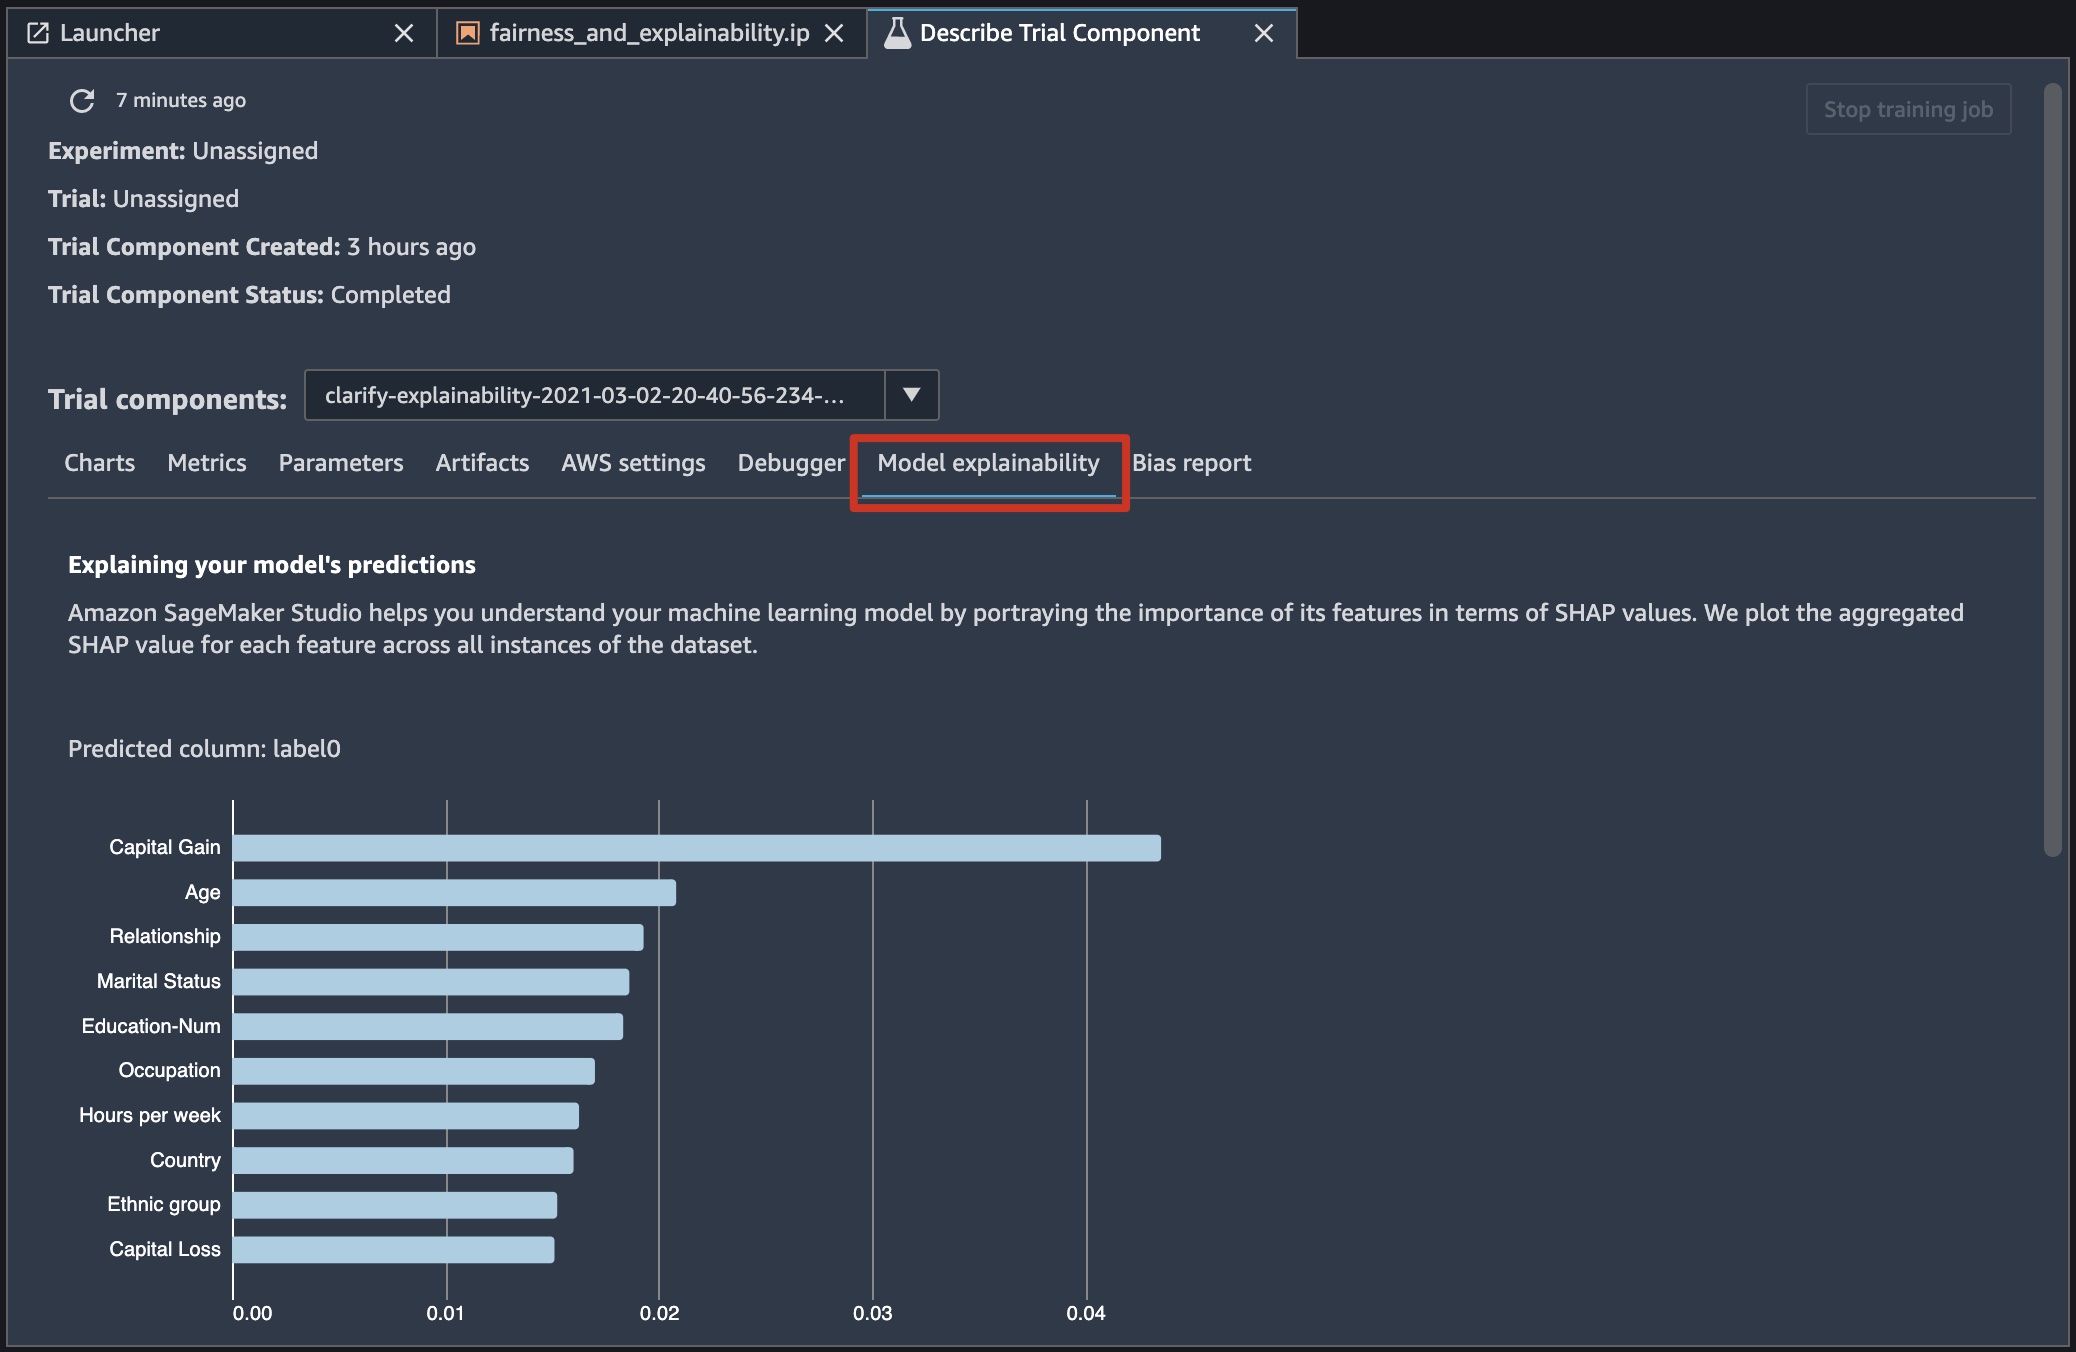 Launcher
fairness_and_explainability.ip
Describe Trial Component
7 minutes ago
Stop training job
Experiment: Unassigned
Trial: Unassigned
Trial Component Created: 3 hours ago
Trial Component Status: Completed
Trial components: clarify-explainability-2021-03-02-20-40-56-234-...
Charts Metrics Parameters Artifacts AWS settings Debugger Model explainability Bias report
Explaining your model's predictions
Amazon SageMaker Studio helps you understand your machine learning model by portraying the importance of its features in terms of SHAP values. We plot the aggregated
SHAP value for each feature across all instances of the dataset.
Predicted column: label0
Capital Gain
Age
Relationship
Marital Status
Education-Num
Occupation
Hours per week
Country
Ethnic group
Capital Loss
0.00 0.01 0.02 0.03 0.04